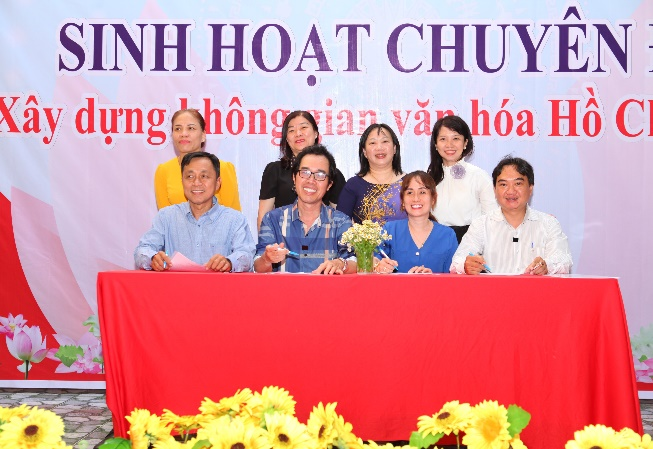 SINH HOẠT CHUYÊN
Xây dựng không gian văn hóa Hồ